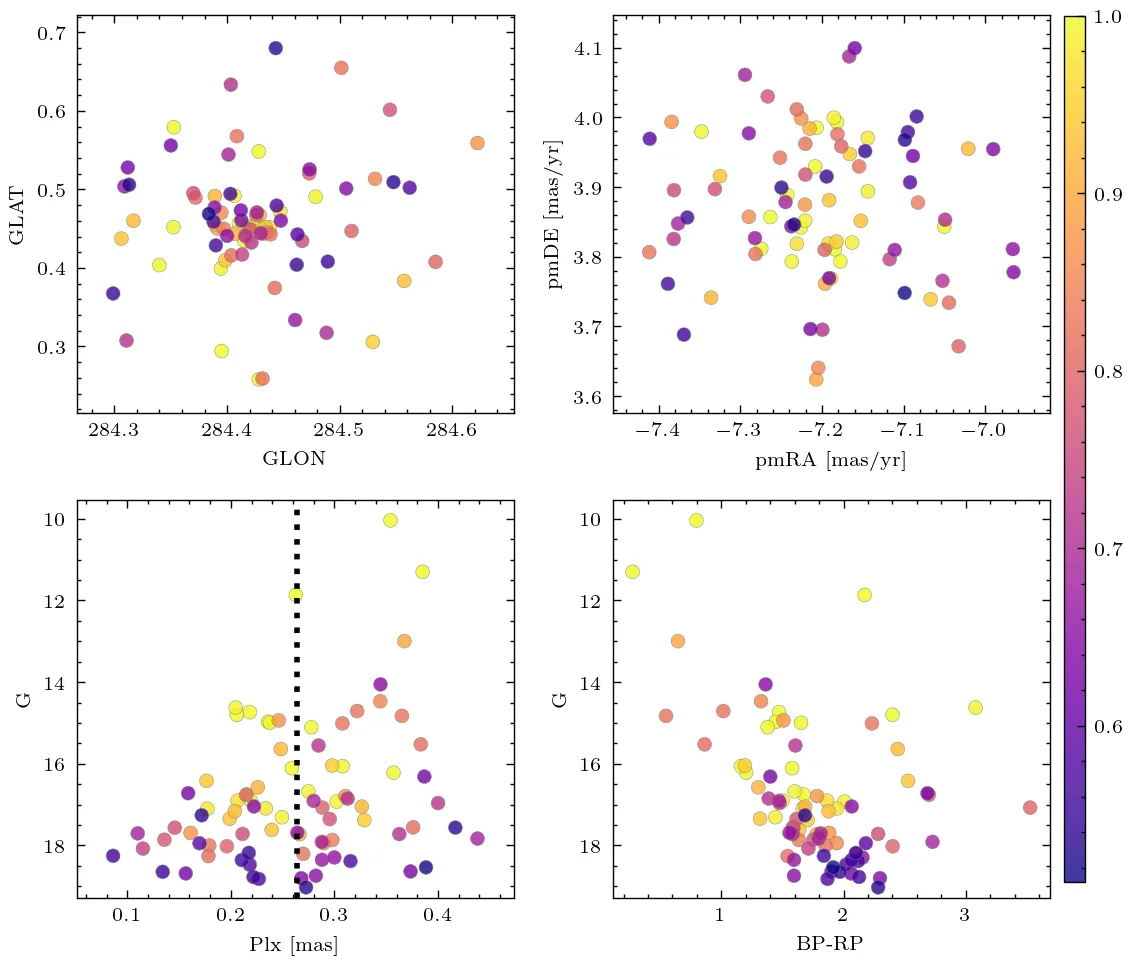 0.7
0.6
0.5
0.4
0.3
GLAT
284.3 284.4 284.5 284.6
GLON
4.1
4.0
3.9
3.8
3.7
3.6
pmDE [mas/yr]
−7.4 −7.3 −7.2 −7.1 −7.0
pmRA [mas/yr]
1.0
0.9
0.8
0.7
0.6
10
12
14
16
18
G
0.1 0.2 0.3 0.4
Plx [mas]
10
12
14
16
18
G
1 2 3
BP-RP